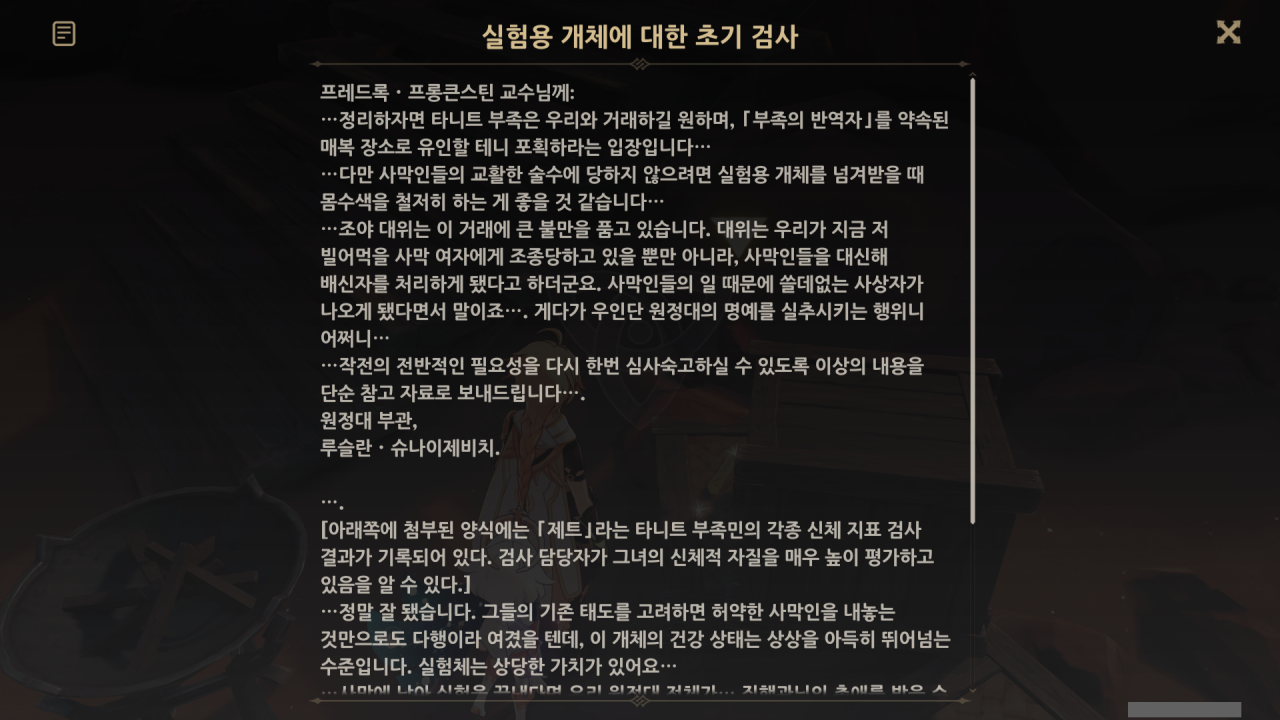 실험용 개체에 대한 초기 검사
프레드록 · 프롱큰스틴 교수님께:
…정리하자면 타니트 부족은 우리와 거래하길 원하며, 「부족의 반역자」를 약속된
매복 장소로 유인할 테니 포획하라는 입장입니다…
…다만 사막인들의 교활한 술수에 당하지 않으려면 실험용 개체를 넘겨받을 때
몸수색을 철저히 하는 게 좋을 것 같습니다…
…조야 대위는 이 거래에 큰 불만을 품고 있습니다. 대위는 우리가 지금 저
빌어먹을 사막 여자에게 조종당하고 있을 뿐만 아니라, 사막인들을 대신해
배신자를 처리하게 됐다고 하더군요. 사막인들의 일 때문에 쓸데없는 사상자가
나오게 됐다면서 말이죠…. 게다가 우인단 원정대의 명예를 실추시키는 행위니
어쩌니…
…작전의 전반적인 필요성을 다시 한번 심사숙고하실 수 있도록 이상의 내용을
단순 참고 자료로 보내드립니다….
원정대 부관,
루슬란 · 슈나이제비치.
….
[아래쪽에 첨부된 양식에는 「제트」라는 타니트 부족민의 각종 신체 지표 검사
결과가 기록되어 있다. 검사 담당자가 그녀의 신체적 자질을 매우 높이 평가하고
있음을 알 수 있다.]
…정말 잘 됐습니다. 그들의 기존 태도를 고려하면 허약한 사막인을 내놓는
것만으로도 다행이라 여겼을 텐데, 이 개체의 건강 상태는 상상을 아득히 뛰어넘는
수준입니다. 실험체는 상당한 가치가 있어요…